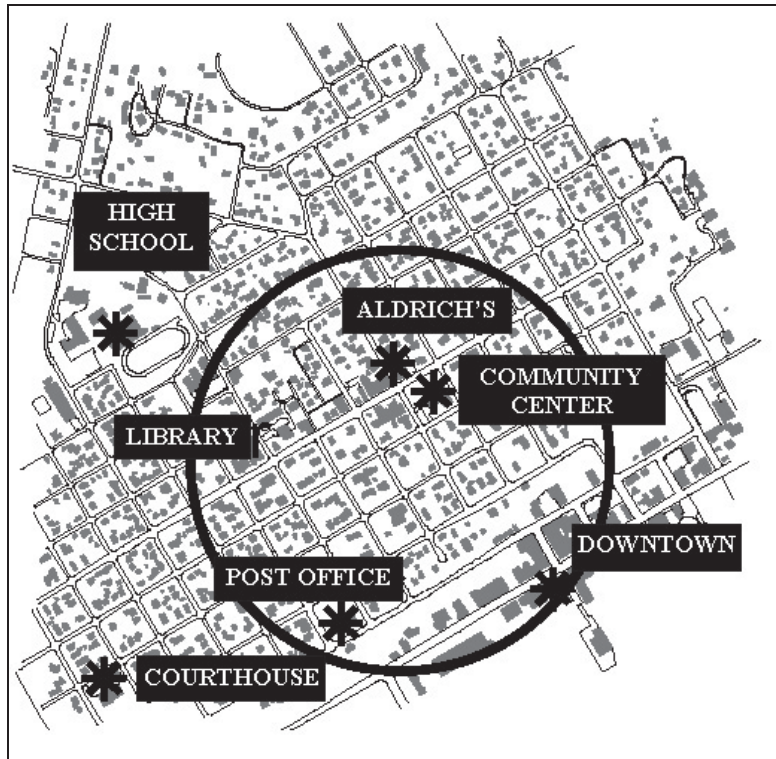 HIGH
SCHOOL
ALDRICH'S
COMMUNITY
CENTER
LIBRARY
DOWNTOWN
POST OFFICE
COURTHOUSE